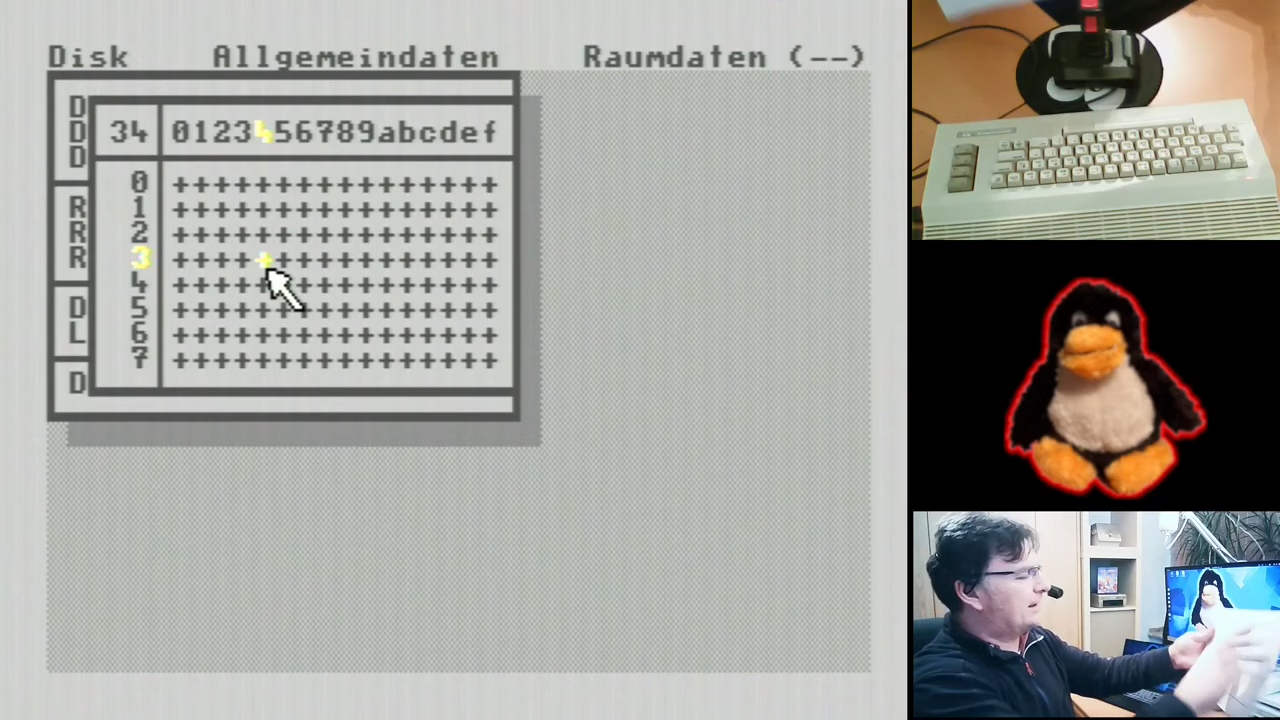 Disk Allgemeindaten Raumdaten (--)
D
D
D
R
R
R
D
L
D
34 0123456789abcdef
0 ++++++++++++++++
1 ++++++++++++++++
2 ++++++++++++++++
3 ++++++++++++++++
4 ++++++++++++++++
5 ++++++++++++++++
6 ++++++++++++++++
7 ++++++++++++++++